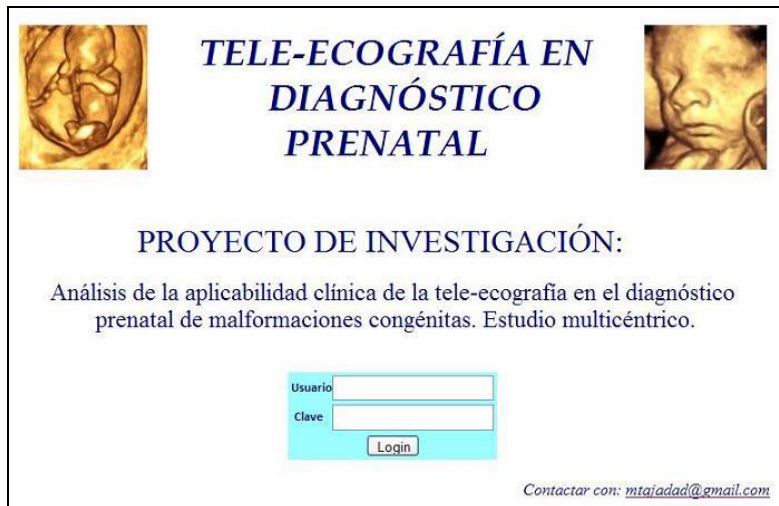 TELE-ECOGRAFÍA EN
DIAGNÓSTICO
PRENATAL
PROYECTO DE INVESTIGACIÓN:
Análisis de la aplicabilidad clínica de la tele-ecografía en el diagnóstico
prenatal de malformaciones congénitas. Estudio multicéntrico.
Usuario
Clave
Login
Contactar con: mtajadad@gmail.com